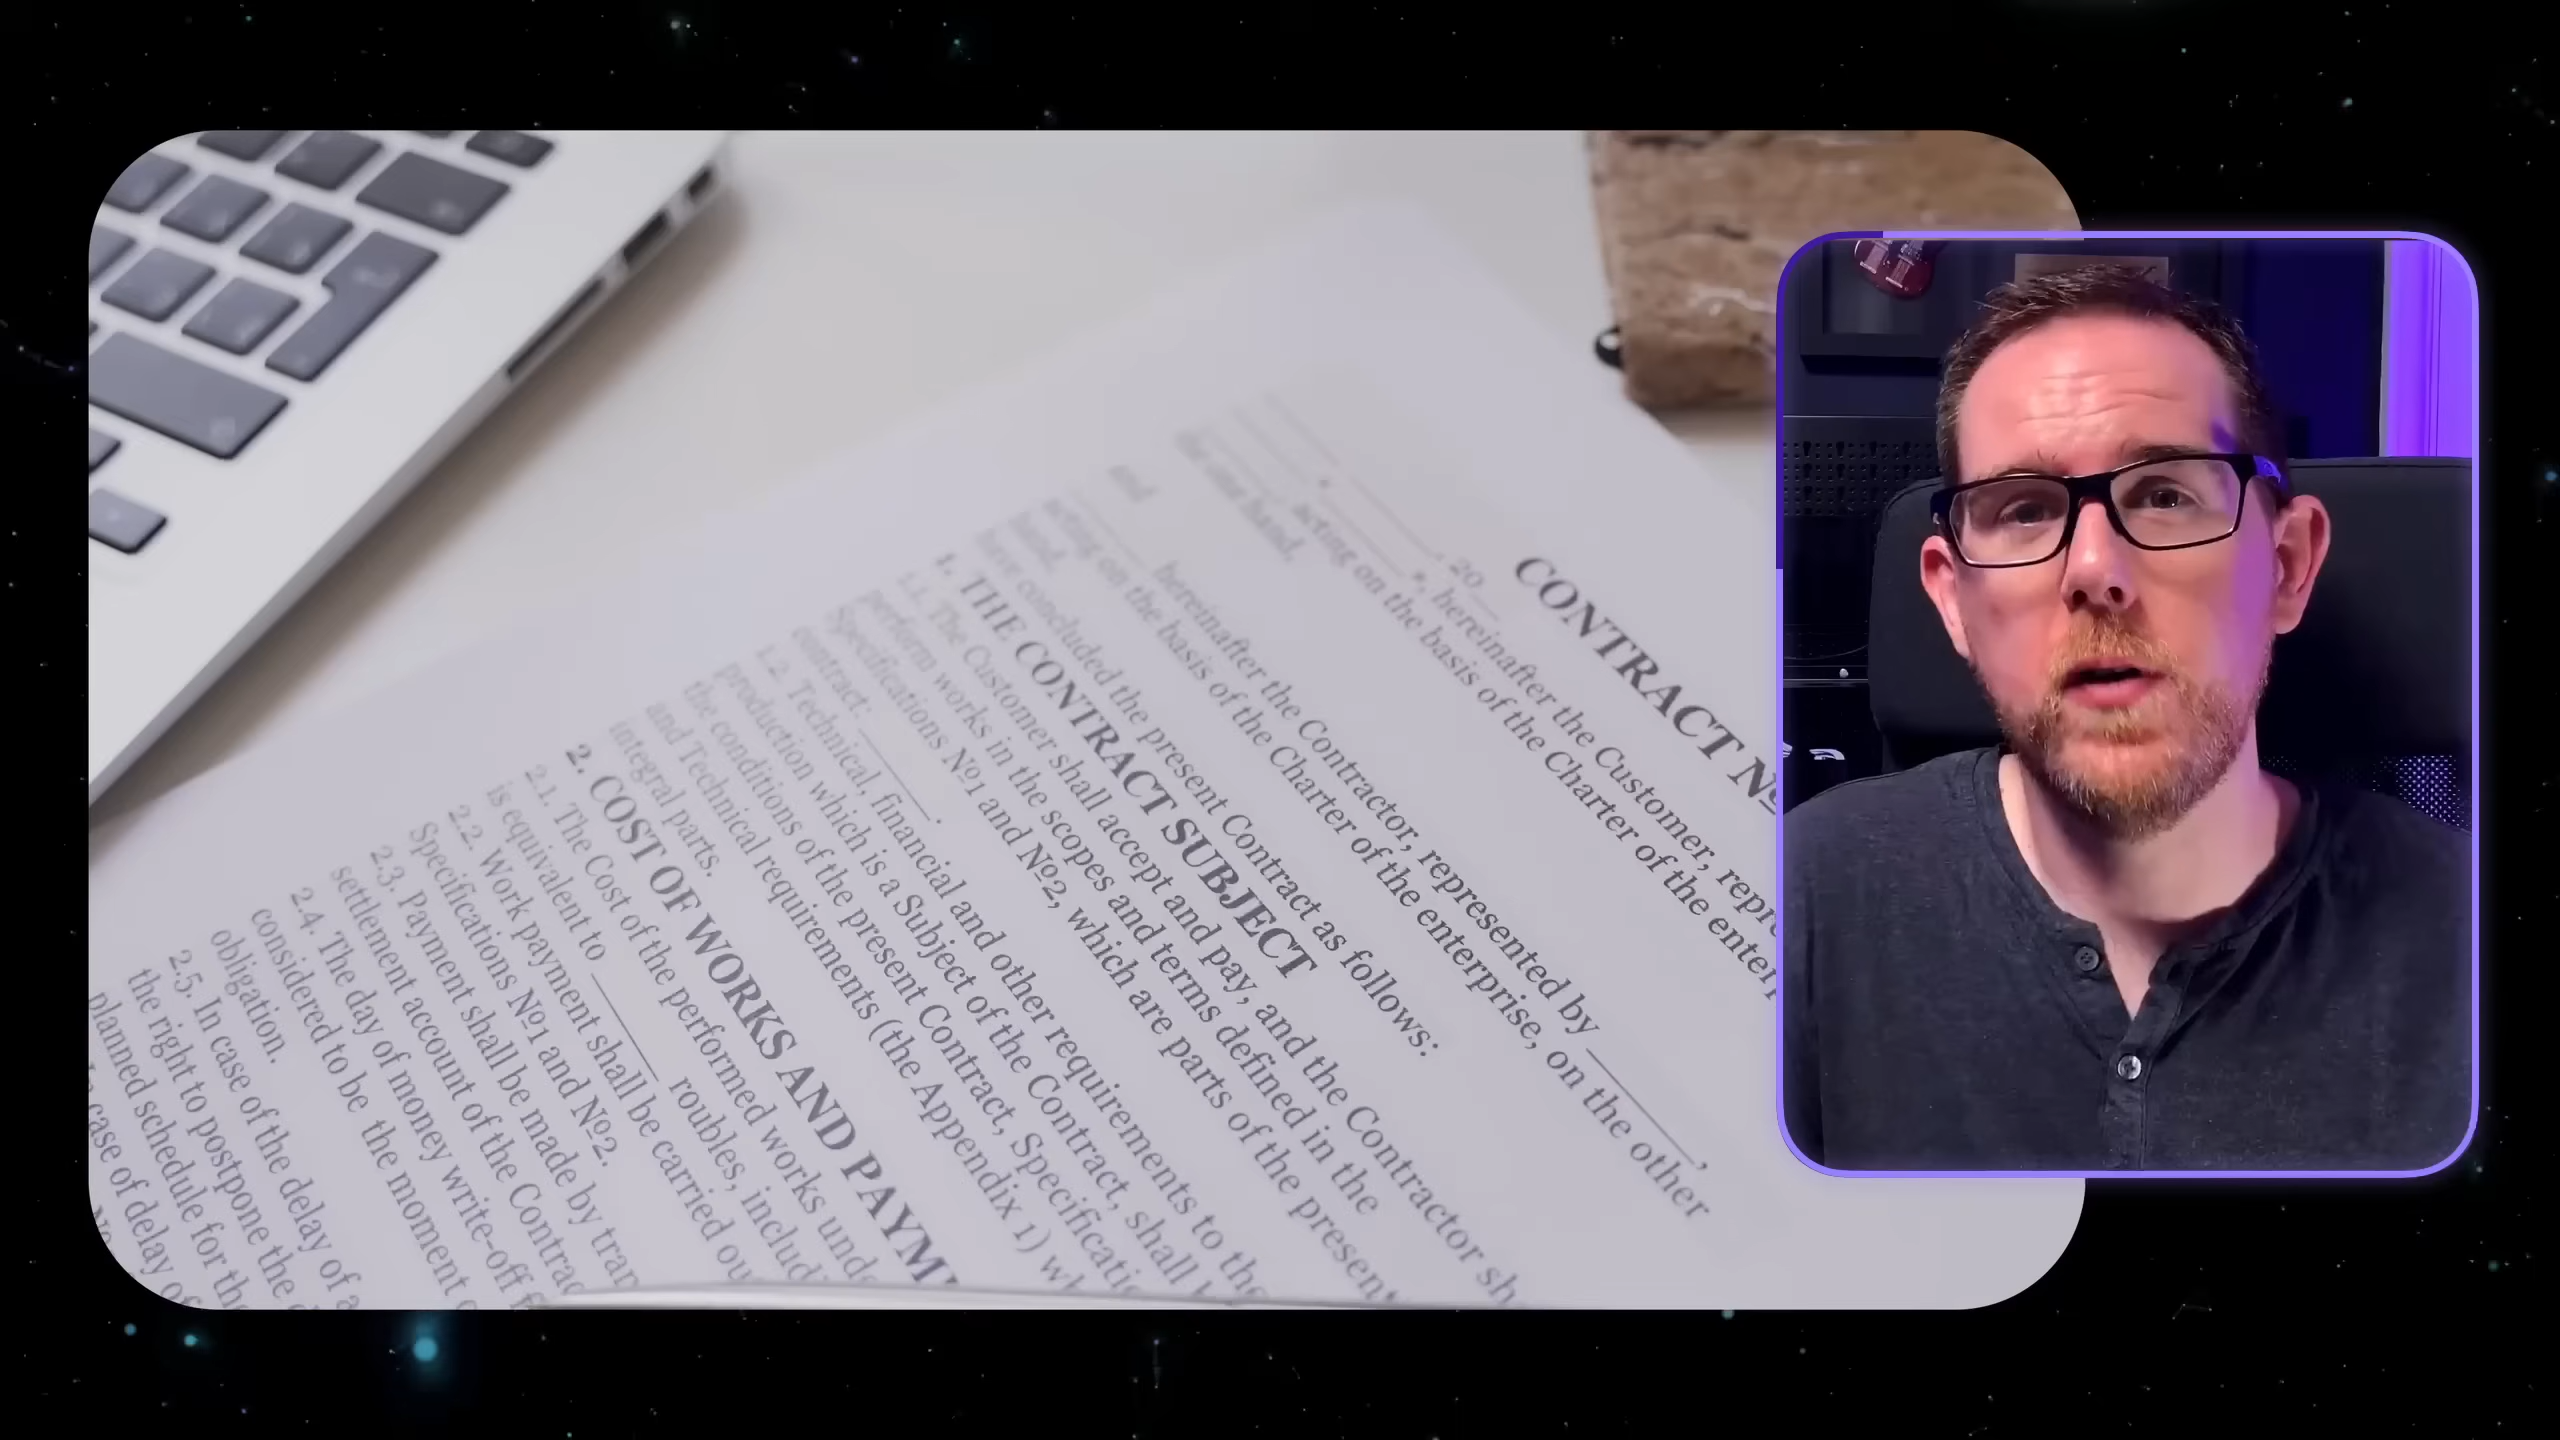 CONTRACT №
, 20
", hereinafter the Customer, repre
acting on the basis of the Charter of the enter
the one hand,
and
hereinafter the Contractor, represented by
acting on the basis of the Charter of the enterprise, on the other
hand,
have concluded the present Contract as follows:
1. THE CONTRACT SUBJECT
1.1. The Customer shall accept and pay, and the Contractor sh
perform works in the scopes and terms defined in the
Specifications №1 and №2, which are parts of the present
contract:
1.2. Technical, financial and other requirements to the
production which is a Subject of the Contract, shall
the conditions of the present Contract, Specificatio
and Technical requirements (the Appendix 1) wh
integral parts.
2. COST OF WORKS AND PAYM
2.1. The Cost of the performed works unde
is equivalent to roubles, includ
2.2. Work payment shall be carried ou
Specifications №1 and №2.
2.3. Payment shall be made by tran
settlement account of the Contrac
2.4. The day of money write-off f
considered to be the moment o
obligation.
2.5. In case of the delay of a
the right to postpone the
planned schedule for the
case of delay of